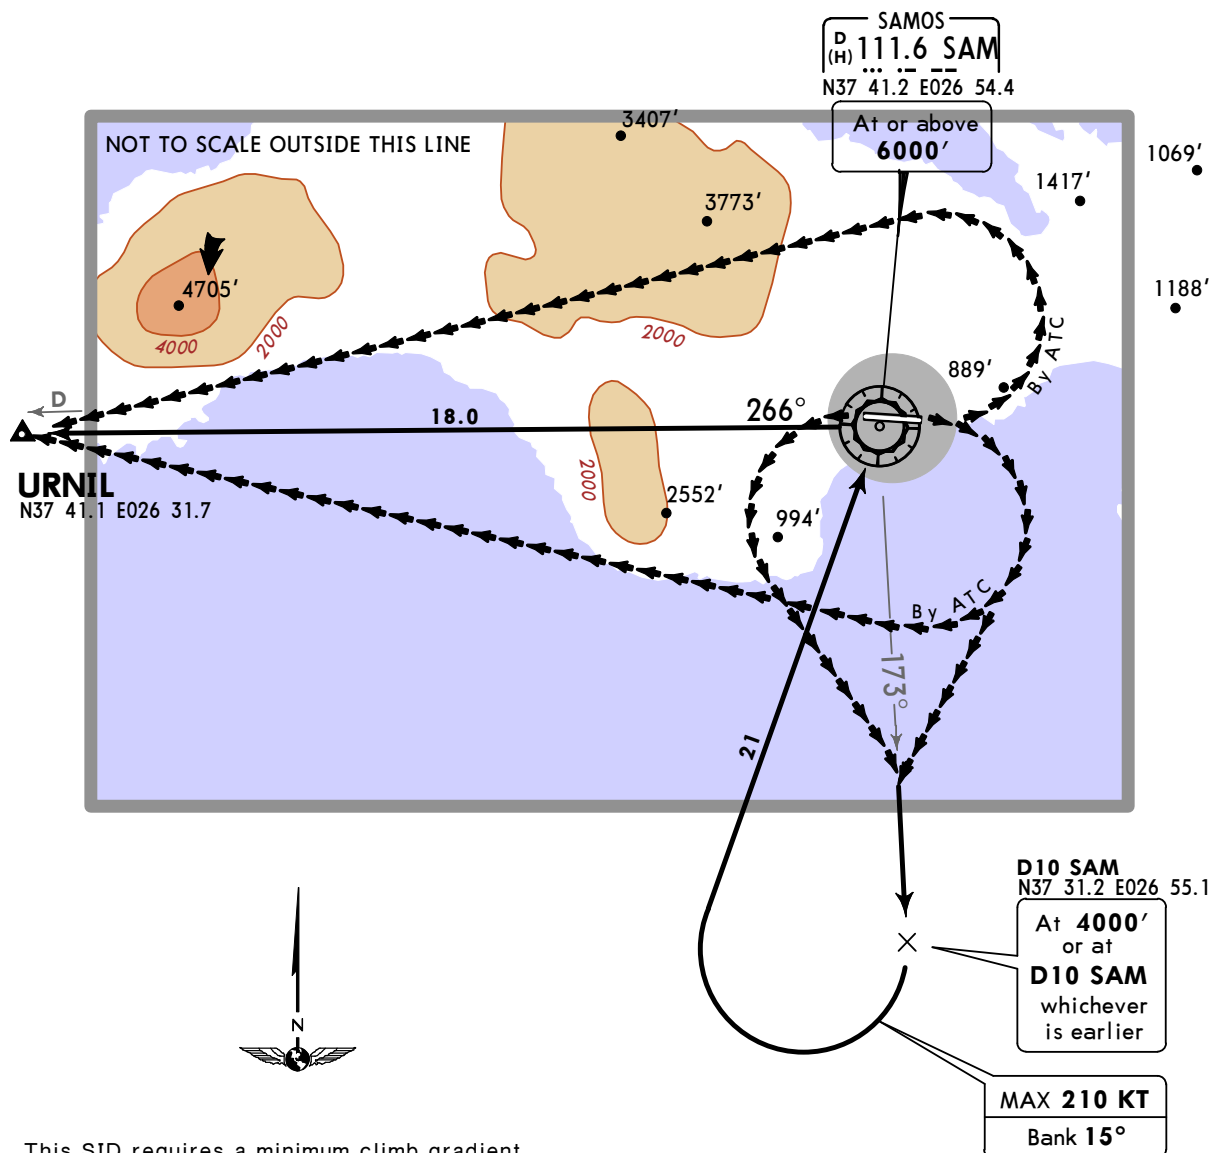 SAMOS
D
(H) 111.6 SAM
N37 41.2 E026 54.4
At or above
6000′
NOT TO SCALE OUTSIDE THIS LINE
3407′
1069′
1417′
3773′
4705′
1188′
4000
2000
2000
By ATC
889′
D
18.0
266°
URNIL
N37 41.1 E026 31.7
2000
2552′
994′
By ATC
173°
21
D10 SAM
N37 31.2 E026 55.1
At 4000′
or at
D10 SAM
whichever
is earlier
N
MAX 210 KT
Bank 15°
This SID requires a minimum climb gradient